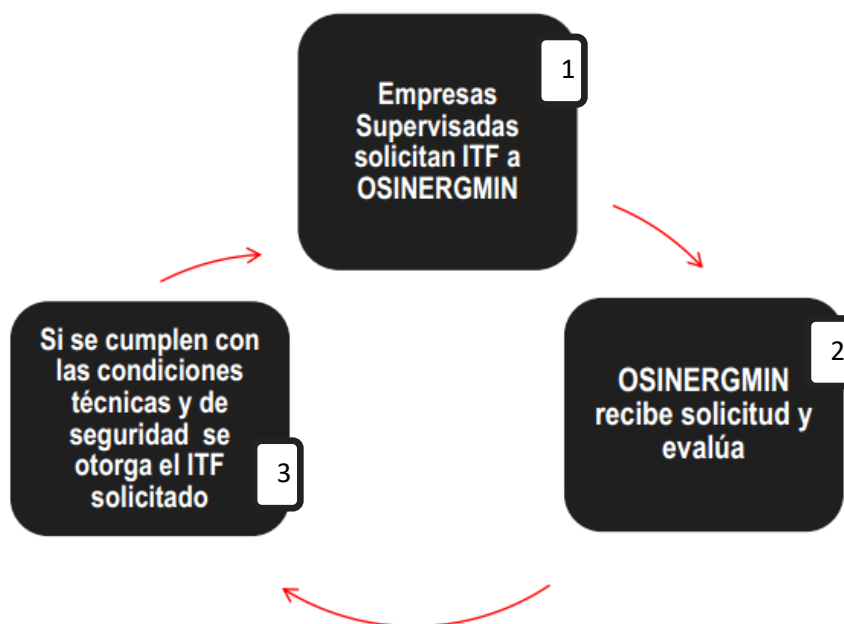 1
Empresas
Supervisadas
solicitan ITF a
OSINERGMIN
2
OSINERGMIN
recibe solicitud y
evalúa
Si se cumplen con
las condiciones
técnicas y de
seguridad se
otorga el ITF
solicitado
3